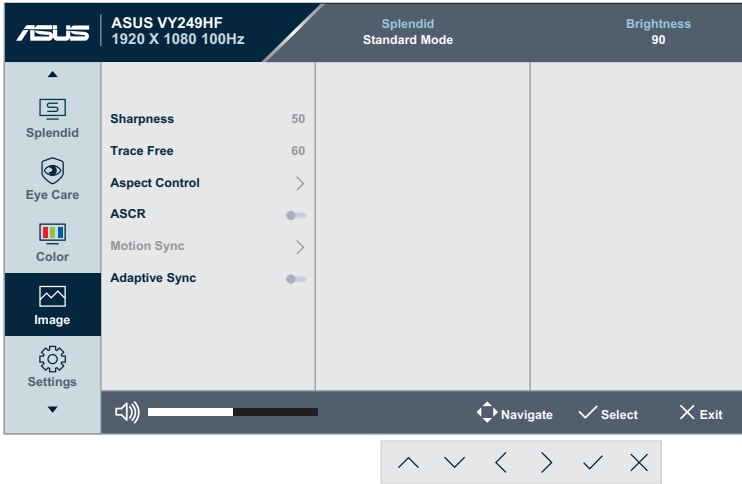 ASUS
ASUS VY249HF
1920 X 1080 100Hz
Splendid
Standard Mode
Brightness
90
Splendid
Eye Care
Color
Image
Settings
Sharpness 50
Trace Free 60
Aspect Control
ASCR
Motion Sync
Adaptive Sync
Navigate Select Exit